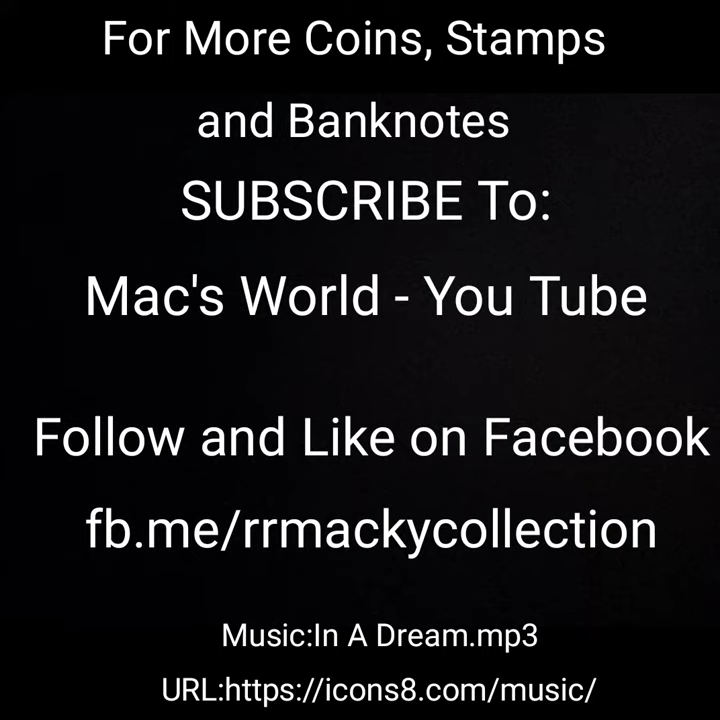 For More Coins, Stamps
and Banknotes
SUBSCRIBE To:
Mac's World - You Tube
Follow and Like on Facebook
fb.me/rrmackycollection
Music:In A Dream.mp3
URL:https://icons8.com/music/